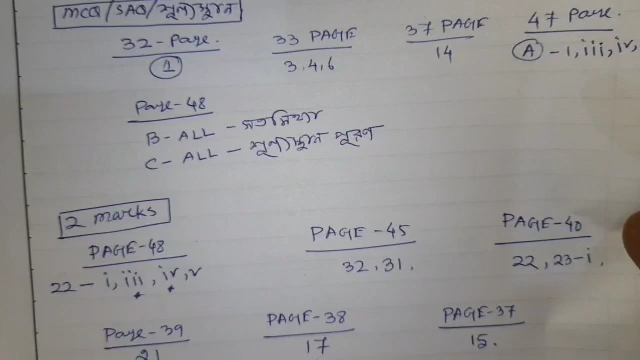 MCQ/SAQ/শূন্যস্থান
32-Page.
1
33 PAGE
3,4,6
37 PAGE
14
47 Page.
A - i, iii, iv,
Page-48
B- ALL - সত্যমিথ্যা
C- ALL - শূন্যস্থান পূরণ
2 marks
PAGE-48
22 - i, iii, iv, v
PAGE-45
32, 31.
PAGE-40
22, 23-i.
Page-39
21
PAGE-38
17
PAGE-37
15.